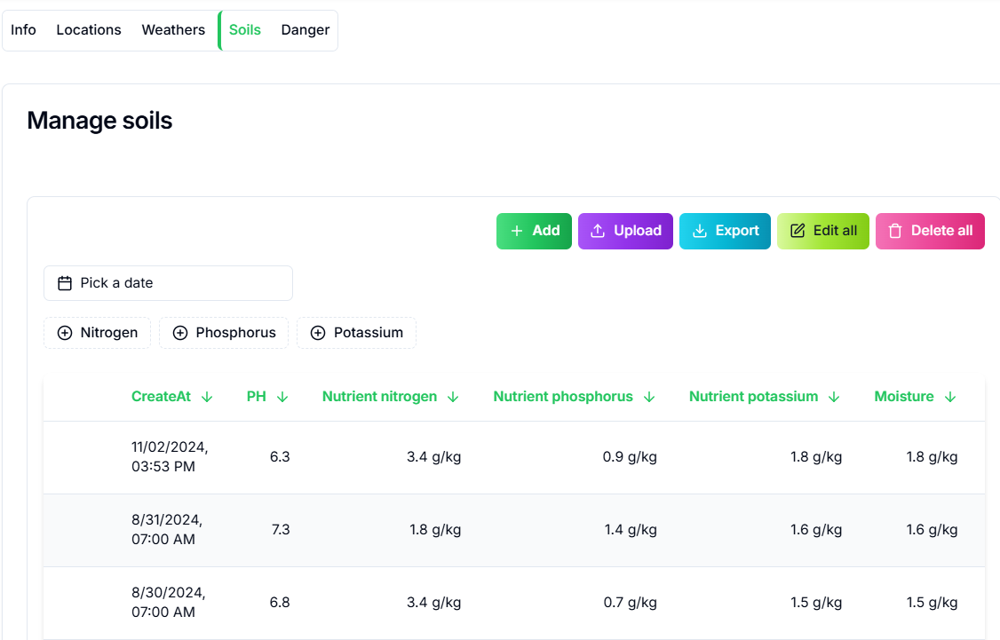 Info Locations Weathers Soils Danger
Manage soils
Add Upload Export Edit all Delete all
Pick a date
Nitrogen Phosphorus Potassium
CreateAt PH Nutrient nitrogen Nutrient phosphorus Nutrient potassium Moisture
11/02/2024,
03:53 PM 6.3 3.4 g/kg 0.9 g/kg 1.8 g/kg 1.8 g/kg
8/31/2024,
07:00 AM 7.3 1.8 g/kg 1.4 g/kg 1.6 g/kg 1.6 g/kg
8/30/2024,
07:00 AM 6.8 3.4 g/kg 0.7 g/kg 1.5 g/kg 1.5 g/kg